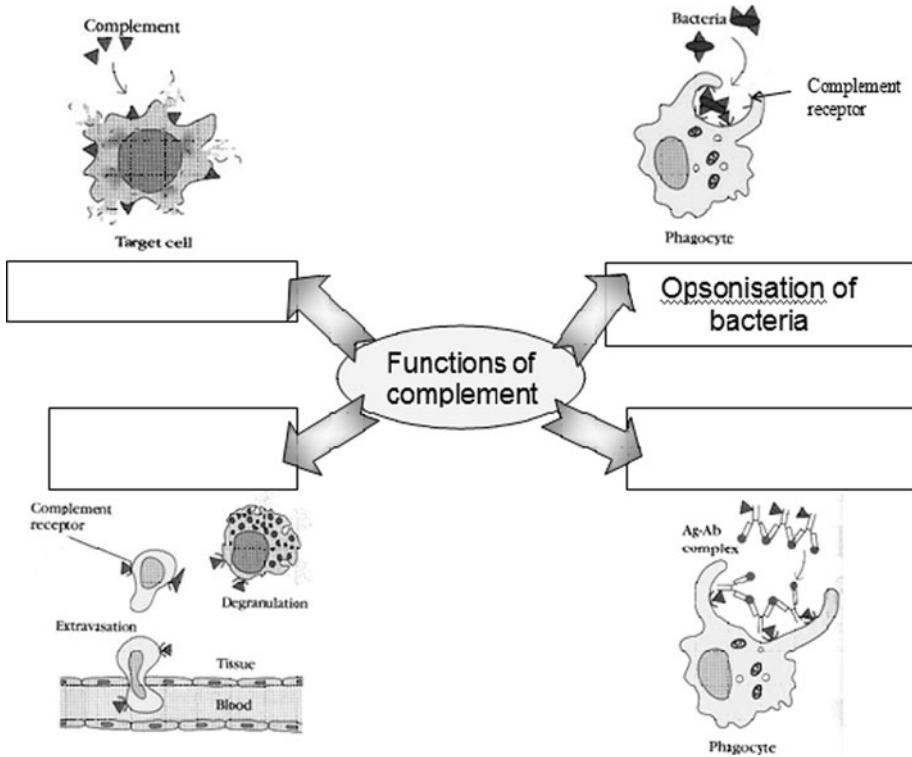 Complement
Target cell
Bacteria
Complement
receptor
Phagocyte
Opsonisation of
bacteria
Functions of
complement
Complement
receptor
Degranulation
Extravasation
Tissue
Blood
Ag-Ab
complex
Phagocyte